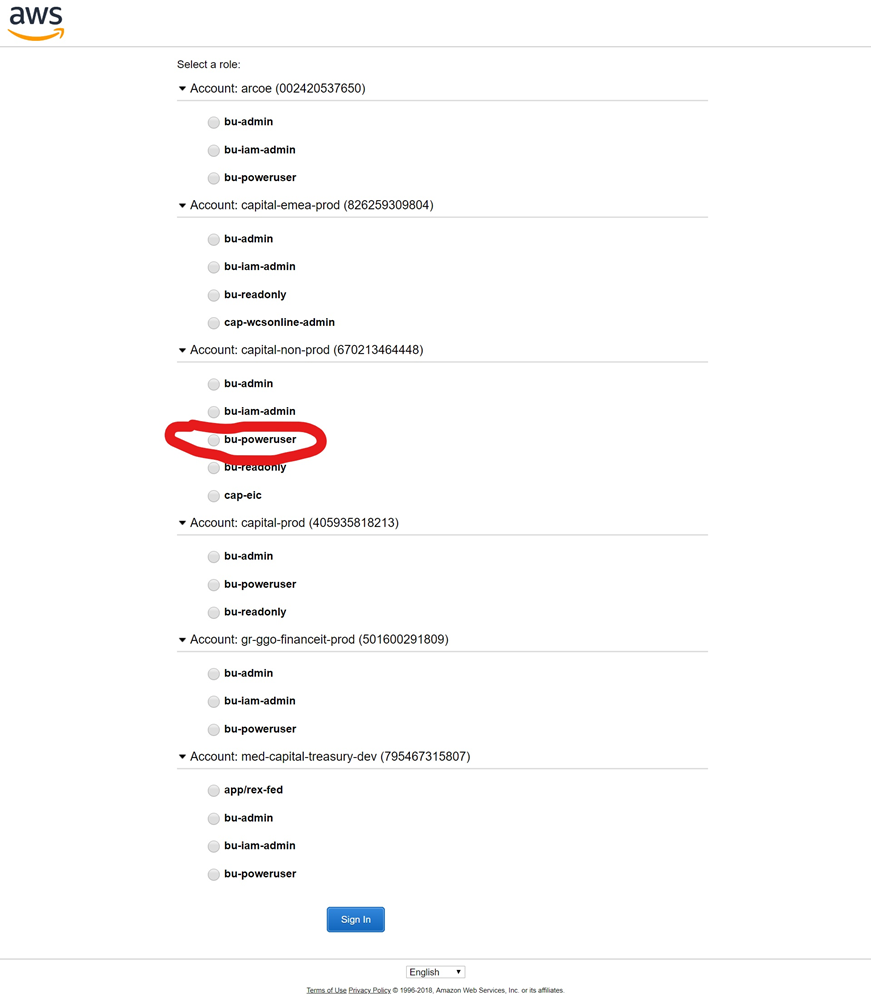 aws
Select a role:
Account: arcoe (002420537650)
bu-admin
bu-iam-admin
bu-poweruser
Account: capital-emea-prod (826259309804)
bu-admin
bu-iam-admin
bu-readonly
cap-wcsonline-admin
Account: capital-non-prod (670213464448)
bu-admin
bu-iam-admin
bu-poweruser
bu-readonly
cap-eic
Account: capital-prod (405935818213)
bu-admin
bu-poweruser
bu-readonly
Account: gr-ggo-financeit-prod (501600291809)
bu-admin
bu-iam-admin
bu-poweruser
Account: med-capital-treasury-dev (795467315807)
app/rex-fed
bu-admin
bu-iam-admin
bu-poweruser
Sign In
English
Terms of Use Privacy Policy © 1996-2018, Amazon Web Services, Inc. or its affiliates.